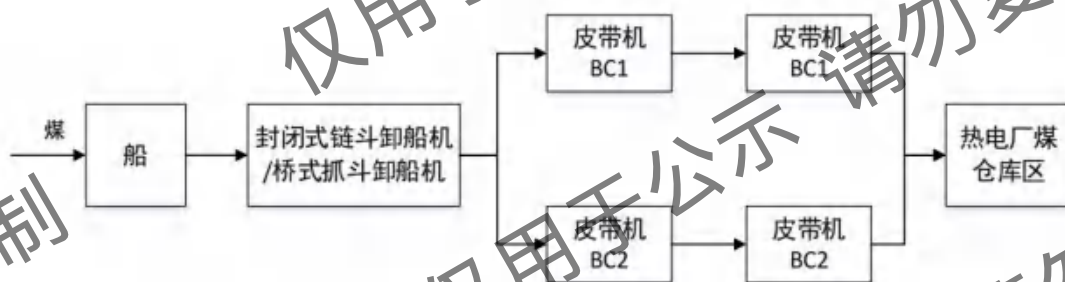 煤
船
封闭式链斗卸船机
/桥式抓斗卸船机
皮带机
BC1
皮带机
BC1
皮带机
BC2
皮带机
BC2
热电厂煤
仓库区
仅用于
请勿复
仅用于公示
制